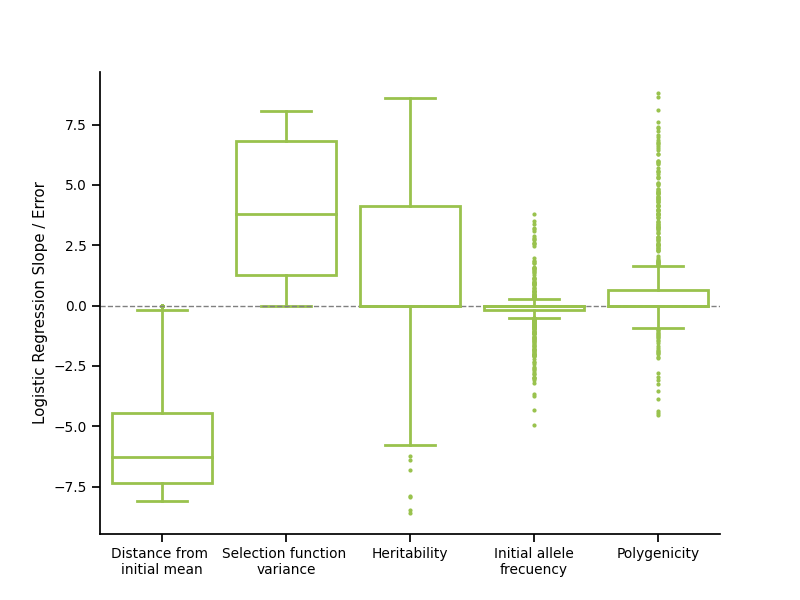 Logistic Regression Slope / Error
7.5
5.0
2.5
0.0
−2.5
−5.0
−7.5
Distance from
initial mean
Selection function
variance
Heritability
Initial allele
frecuency
Polygenicity